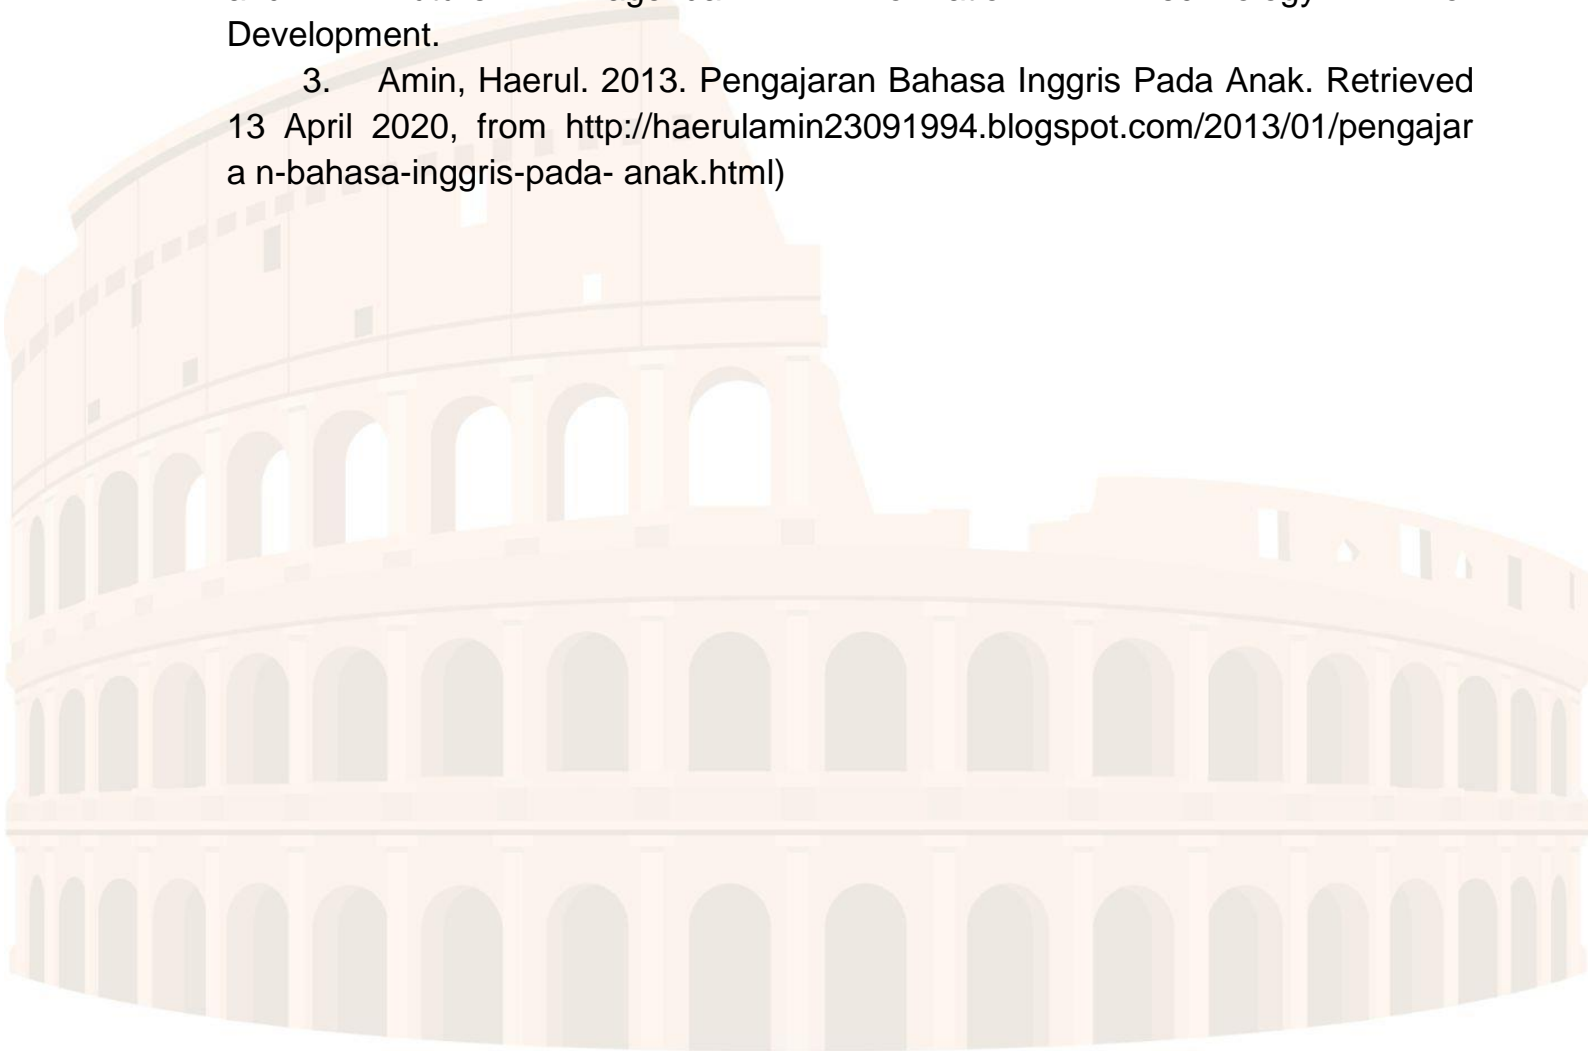 Development.
3. Amin, Haerul. 2013. Pengajaran Bahasa Inggris Pada Anak. Retrieved
13 April 2020, from http://haerulamin23091994.blogspot.com/2013/01/pengajar
a n-bahasa-inggris-pada- anak.html)